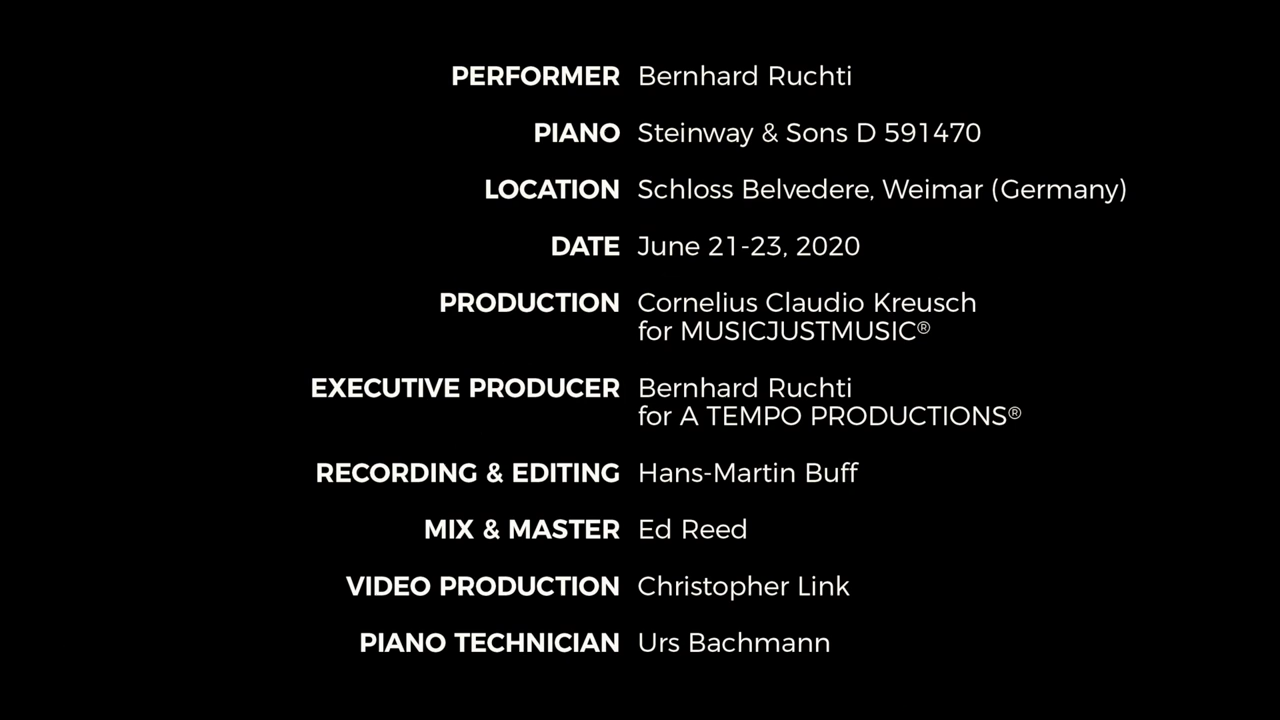 PERFORMER Bernhard Ruchti
PIANO Steinway & Sons D 591470
LOCATION Schloss Belvedere, Weimar (Germany)
DATE June 21-23, 2020
PRODUCTION Cornelius Claudio Kreusch
for MUSICJUSTMUSIC®
EXECUTIVE PRODUCER Bernhard Ruchti
for A TEMPO PRODUCTIONS®
RECORDING & EDITING Hans-Martin Buff
MIX & MASTER Ed Reed
VIDEO PRODUCTION Christopher Link
PIANO TECHNICIAN Urs Bachmann